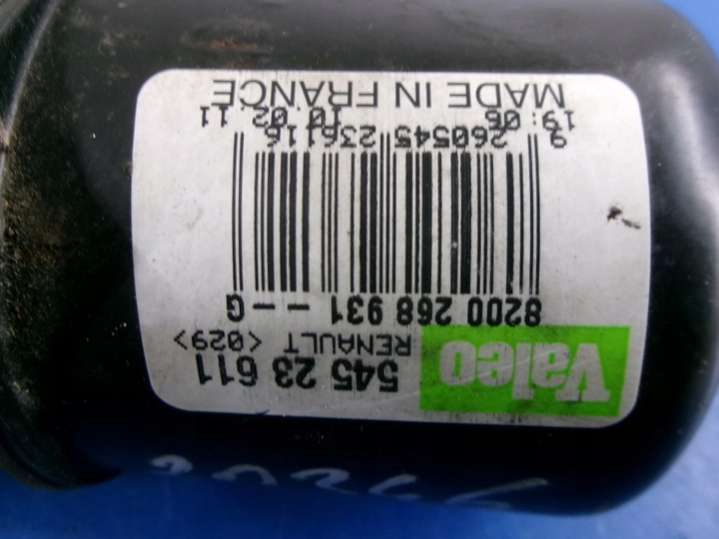 Valeo 545 23 611
RENAULT <029>
8200 268 931 --G
9 260545 236116
19:06 10 02 11
MADE IN FRANCE